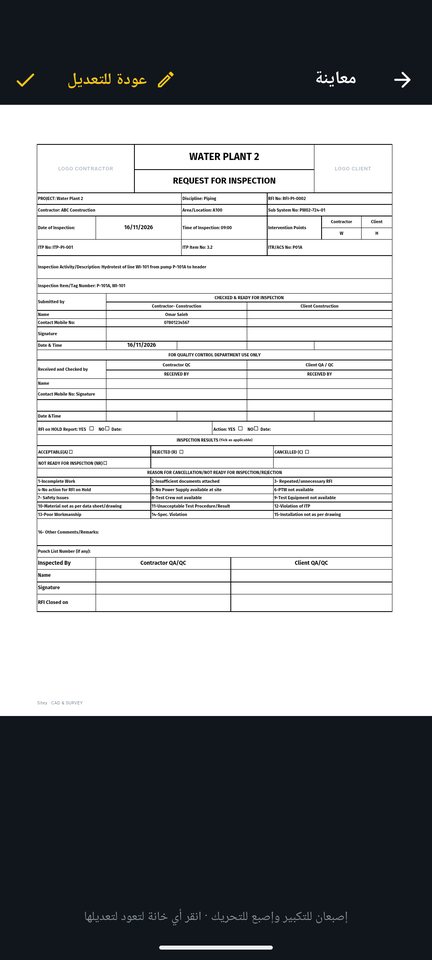 معاينة
عودة للتعديل
LOGO CONTRACTOR
WATER PLANT 2
REQUEST FOR INSPECTION
LOGO CLIENT
PROJECT: Water Plant 2 Discipline: Piping RFI No: RFI-PI-0002
Contractor: ABC Construction Area/Location: A100 Sub System No: PW02-724-01
Date of Inspection: 16/11/2026 Time of Inspection: 09:00 Intervention Points Contractor Client
W H
ITP No: ITP-PI-001 ITP Item No: 3.2 ITR/ACS No: P01A
Inspection Activity/Description: Hydrotest of line WI-101 from pump P-101A to header
Inspection Item/Tag Number: P-101A, WI-101
Submitted by CHECKED & READY FOR INSPECTION
Contractor- Construction Client Construction
Name Omar Saleh
Contact Mobile No: 07801234567
Signature
Date & Time 16/11/2026
FOR QUALITY CONTROL DEPARTMENT USE ONLY
Received and Checked by Contractor QC Client QA / QC
RECEIVED BY RECEIVED BY
Name
Contact Mobile No: Signature
Date &Time
RFI on HOLD Report: YES ☐ NO☐ Date: Action: YES ☐ NO☐ Date:
INSPECTION RESULTS (tick as applicable)
ACCEPTABLE(A) ☐ REJECTED (R) ☐ CANCELLED (C) ☐
NOT READY FOR INSPECTION (NR) ☐
REASON FOR CANCELLATION/NOT READY FOR INSPECTION/REJECTION
1-Incomplete Work 2-Insufficient documents attached 3- Repeated/unnecessary RFI
4-No action for RFI on Hold 5-No Power Supply available at site 6-PTW not available
7- Safety Issues 8-Test Crew not available 9-Test Equipment not available
10-Material not as per data sheet/drawing 11-Unacceptable Test Procedure/Result 12-Violation of ITP
13-Poor Workmanship 14-Spec. Violation 15-Installation not as per drawing
16- Other Comments/Remarks:
Punch List Number (if any):
Inspected By Contractor QA/QC Client QA/QC
Name
Signature
RFI Closed on
CAD & SURVEY
إصبعان للتكبير وإصبع للتحريك · انقر أي خانة لتعود لتعديلها